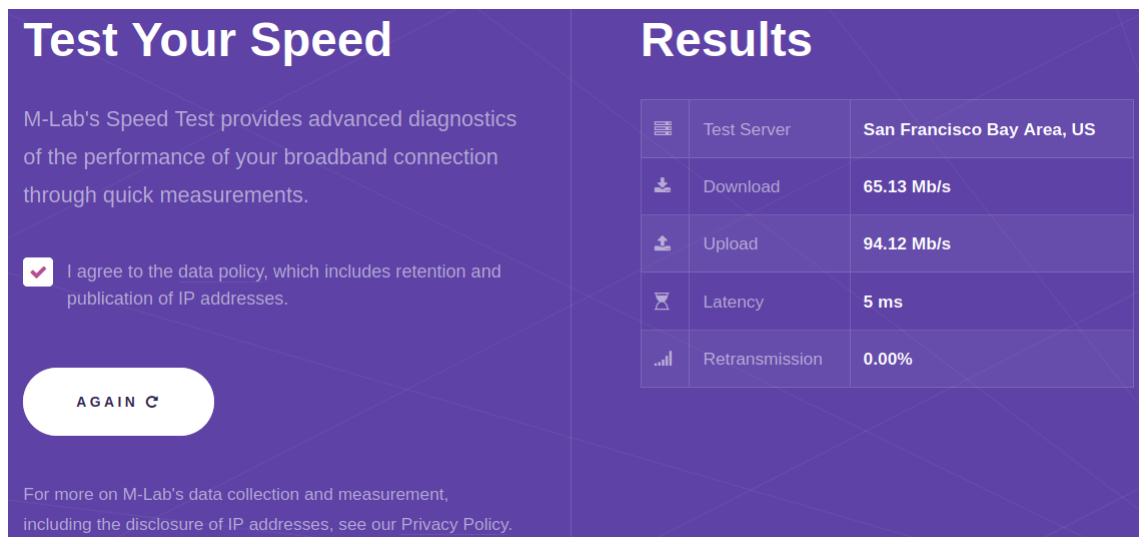 Test Your Speed
M-Lab's Speed Test provides advanced diagnostics
of the performance of your broadband connection
through quick measurements.
I agree to the data policy, which includes retention and
publication of IP addresses.
AGAIN
For more on M-Lab's data collection and measurement,
including the disclosure of IP addresses, see our Privacy Policy.
Results
Test Server San Francisco Bay Area, US
Download 65.13 Mb/s
Upload 94.12 Mb/s
Latency 5 ms
Retransmission 0.00%